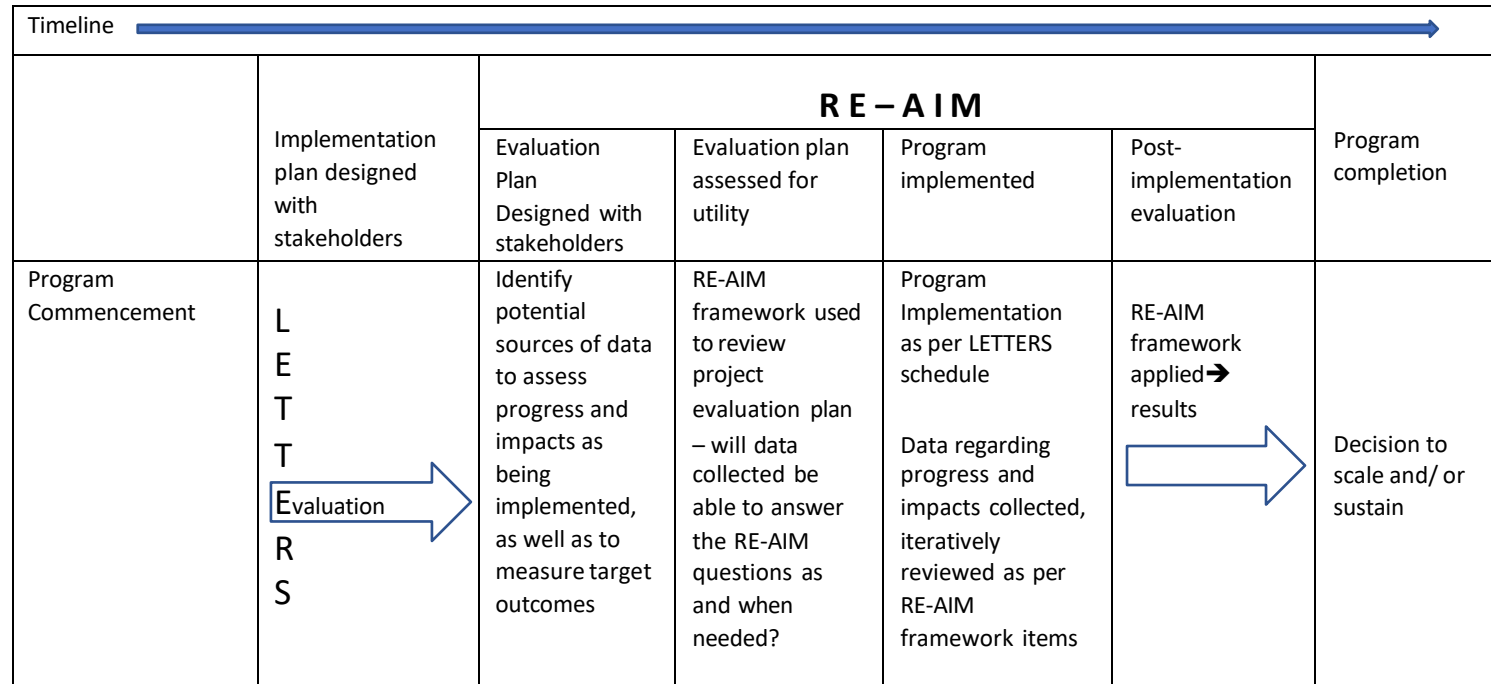 Timeline
RE – AIM
Implementation
plan designed
with
stakeholders
Evaluation
Plan
Designed with
stakeholders
Evaluation plan
assessed for
utility
Program
implemented
Post-
implementation
evaluation
Program
completion
Program
Commencement
L
E
T
T
Evaluation
R
S
Identify
potential
sources of data
to assess
progress and
impacts as
being
implemented,
as well as to
measure target
outcomes
RE-AIM
framework used
to review
project
evaluation plan
– will data
collected be
able to answer
the RE-AIM
questions as
and when
needed?
Program
Implementation
as per LETTERS
schedule
Data regarding
progress and
impacts collected,
iteratively
reviewed as per
RE-AIM
framework items
RE-AIM
framework
applied➔
results
Decision to
scale and/ or
sustain